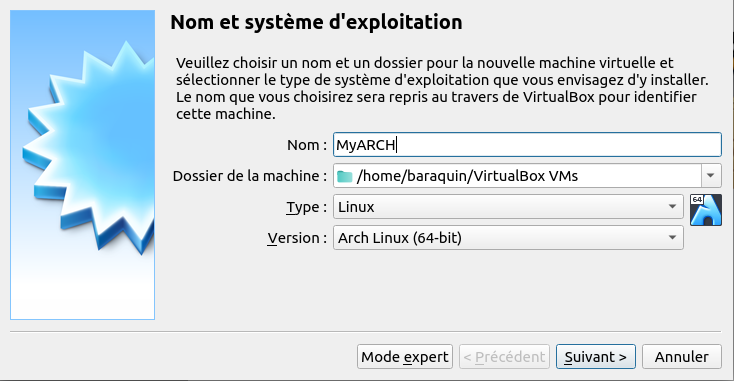 Nom et système d'exploitation
Veuillez choisir un nom et un dossier pour la nouvelle machine virtuelle et
sélectionner le type de système d'exploitation que vous envisagez d'y installer.
Le nom que vous choisirez sera repris au travers de VirtualBox pour identifier
cette machine.
Nom : MyARCH
Dossier de la machine : /home/baraquin/VirtualBox VMs
Type : Linux
64
Version : Arch Linux (64-bit)
Mode expert < Précédent Suivant > Annuler